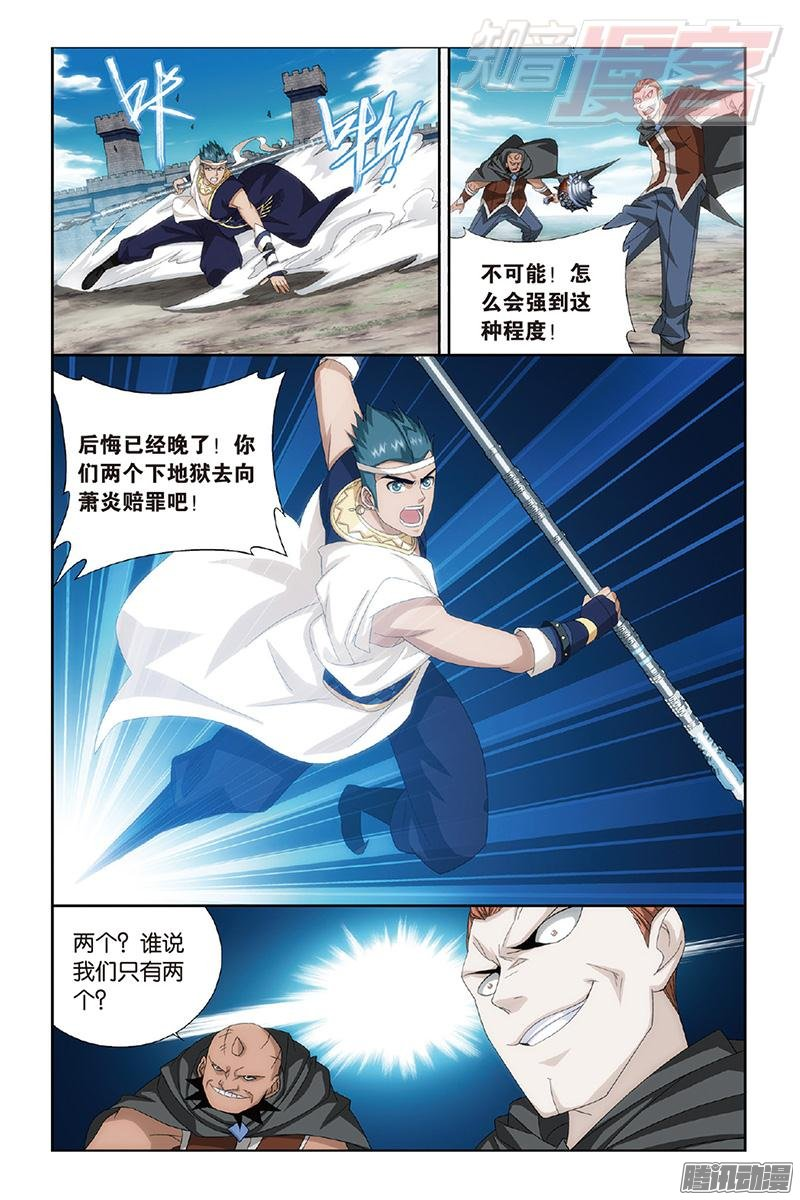 知音漫客
咔
咔!!
不可能！怎
么会强到这
种程度！
后悔已经晚了！你
们两个下地狱去向
萧炎赔罪吧！
两个？谁说
我们只有两
个？
腾讯动漫